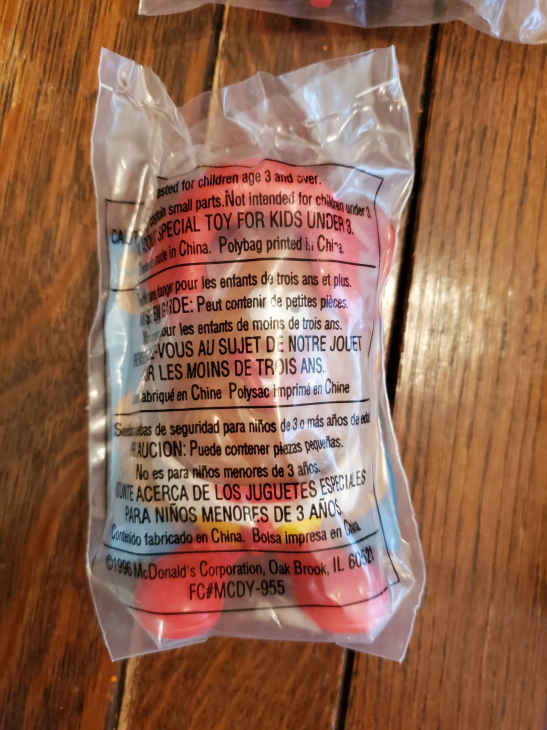 for children age 3 and over.
small parts. Not intended for children under 3.
SPECIAL TOY FOR KIDS UNDER 3.
made in China. Polybag printed in China
pour les enfants de trois ans et plus.
GARDE: Peut contenir de petites pièces.
pour les enfants de moins de trois ans.
-VOUS AU SUJET DE NOTRE JOUET
LES MOINS DE TROIS ANS.
abriqué en Chine Polysac imprimé en Chine
de seguridad para niños de 3 o más años de edad
PRECAUCION: Puede contener piezas pequeñas.
No es para niños menores de 3 años.
ACERCA DE LOS JUGUETES ESPECIALES
PARA NIÑOS MENORES DE 3 AÑOS
Contenido fabricado en China. Bolsa impresa en China
©1996 McDonald's Corporation, Oak Brook, IL 60521
FC#MCDY-955